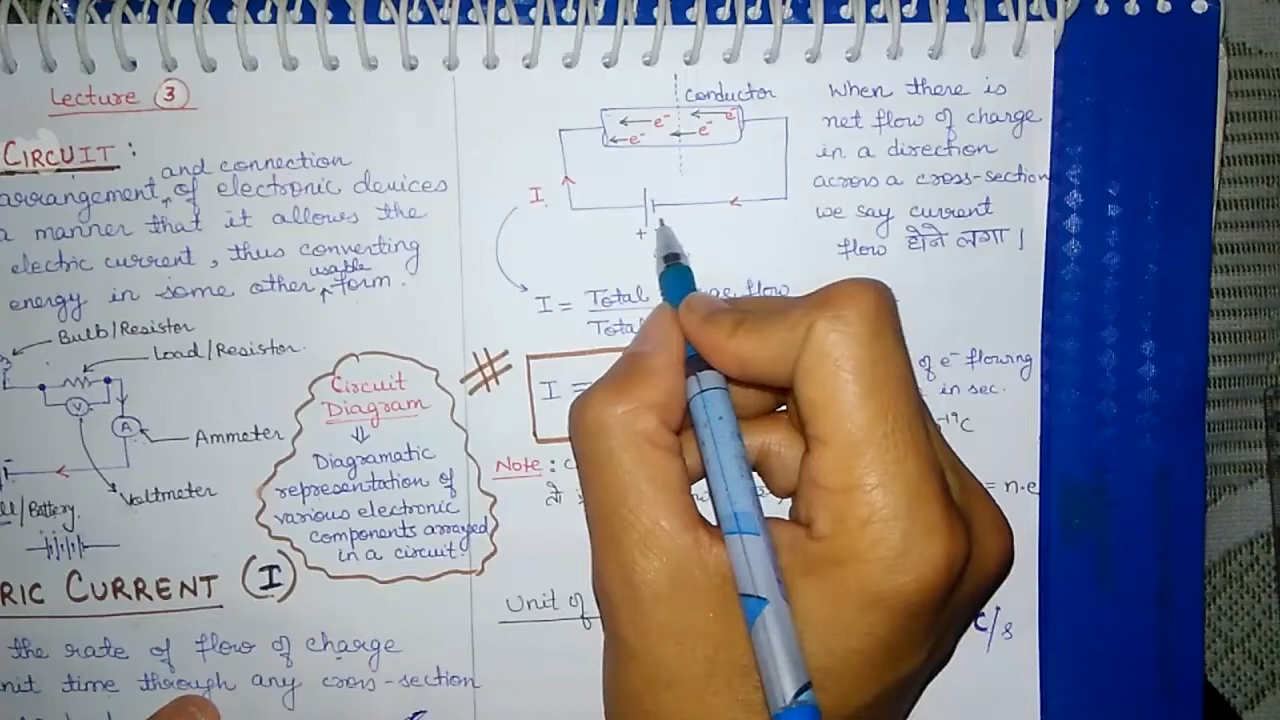 Lecture 3
CIRCUIT :
and connection
arrangement, of electronic devices
a manner that it allows the
electric current, thus converting
usable
energy in some other form.
Bulb/Resistor
Load/Resistor.
V
A
Ammeter
Voltmeter
/Battery.
Circuit
Diagram
⇓
Diagramatic
representation of
various electronic
components arrayed
in a circuit.
RIC CURRENT (I)
the rate of flow of charge
nit time through any cross-section
conductor
e⁻ e⁻
e⁻ e⁻
I
+
When there is
net flow of charge
in a direction
across a cross-section
we say current
flow होने लगा।
I = Total flow
I =
of e⁻ flowing
in sec.
⁻¹⁹C
Note :
= n.e
Unit of
C/s